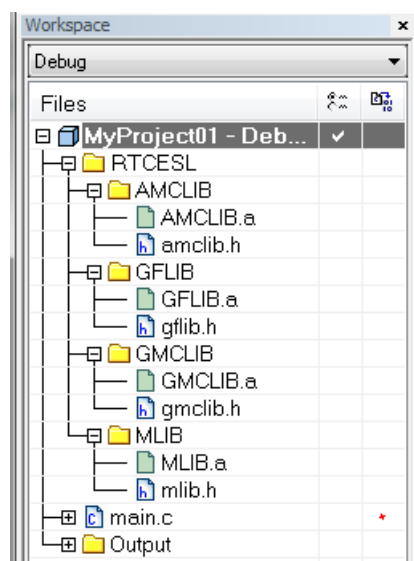 Workspace
Debug
Files
MyProject01 - Deb...
RTCESL
AMCLIB
AMCLIB.a
amclib.h
GFLIB
GFLIB.a
gflib.h
GMCLIB
GMCLIB.a
gmclib.h
MLIB
MLIB.a
mlib.h
main.c
Output